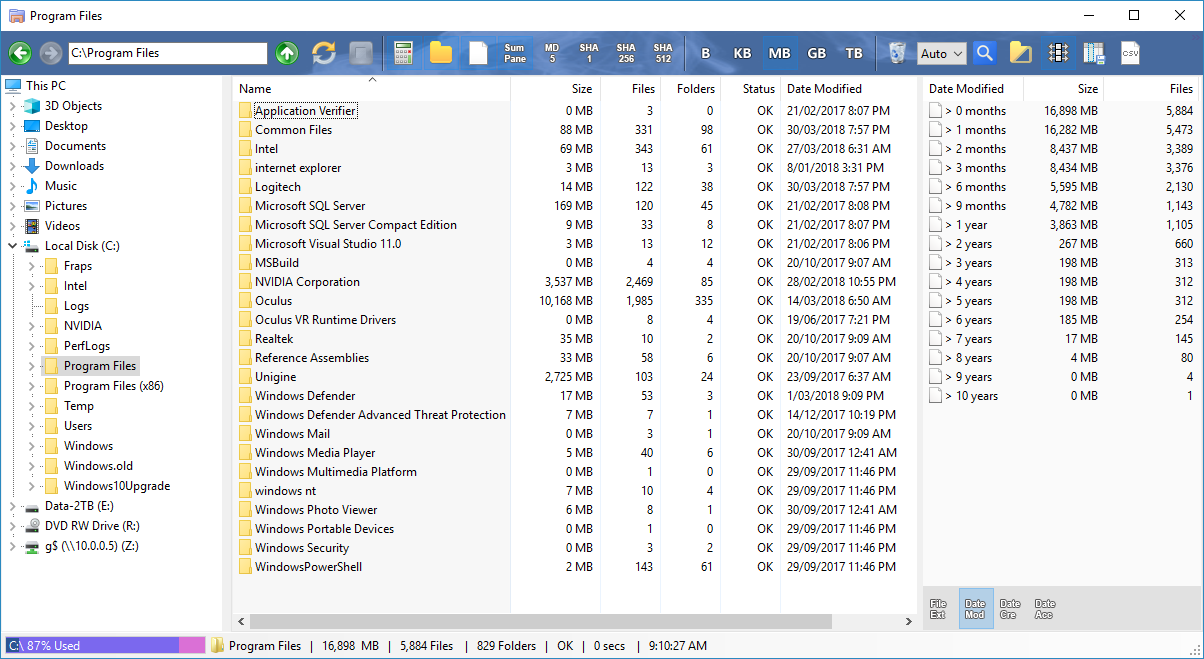 Program Files
C:\Program Files
Sum Pane
MD 5
SHA 1
SHA 256
SHA 512
B KB MB GB TB
Auto
CSV
This PC
3D Objects
Desktop
Documents
Downloads
Music
Pictures
Videos
Local Disk (C:)
Fraps
Intel
Logs
NVIDIA
PerfLogs
Program Files
Program Files (x86)
Temp
Users
Windows
Windows.old
Windows10Upgrade
Data-2TB (E:)
DVD RW Drive (R:)
g$ (\\10.0.0.5) (Z:)
Name Size Files Folders Status Date Modified
Application Verifier 0 MB 3 0 OK 21/02/2017 8:07 PM
Common Files 88 MB 331 98 OK 30/03/2018 7:57 PM
Intel 69 MB 343 61 OK 27/03/2018 6:31 AM
internet explorer 3 MB 13 3 OK 8/01/2018 3:31 PM
Logitech 14 MB 122 38 OK 30/03/2018 7:57 PM
Microsoft SQL Server 169 MB 120 45 OK 21/02/2017 8:08 PM
Microsoft SQL Server Compact Edition 9 MB 33 8 OK 21/02/2017 8:07 PM
Microsoft Visual Studio 11.0 3 MB 13 12 OK 21/02/2017 8:06 PM
MSBuild 0 MB 4 4 OK 20/10/2017 9:07 AM
NVIDIA Corporation 3,537 MB 2,469 85 OK 28/02/2018 10:55 PM
Oculus 10,168 MB 1,985 335 OK 14/03/2018 6:50 AM
Oculus VR Runtime Drivers 0 MB 8 4 OK 19/06/2017 7:21 PM
Realtek 35 MB 10 2 OK 20/10/2017 9:09 AM
Reference Assemblies 33 MB 58 6 OK 20/10/2017 9:07 AM
Unigine 2,725 MB 103 24 OK 23/09/2017 6:37 AM
Windows Defender 17 MB 53 3 OK 1/03/2018 9:09 PM
Windows Defender Advanced Threat Protection 7 MB 7 1 OK 14/12/2017 10:19 PM
Windows Mail 0 MB 3 1 OK 20/10/2017 9:09 AM
Windows Media Player 5 MB 40 6 OK 30/09/2017 12:41 AM
Windows Multimedia Platform 0 MB 1 0 OK 29/09/2017 11:46 PM
windows nt 7 MB 10 4 OK 29/09/2017 11:46 PM
Windows Photo Viewer 6 MB 8 1 OK 30/09/2017 12:41 AM
Windows Portable Devices 0 MB 1 0 OK 29/09/2017 11:46 PM
Windows Security 0 MB 3 2 OK 29/09/2017 11:46 PM
WindowsPowerShell 2 MB 143 61 OK 29/09/2017 11:46 PM
Date Modified Size Files
> 0 months 16,898 MB 5,884
> 1 months 16,282 MB 5,473
> 2 months 8,437 MB 3,389
> 3 months 8,434 MB 3,376
> 6 months 5,595 MB 2,130
> 9 months 4,782 MB 1,143
> 1 year 3,863 MB 1,105
> 2 years 267 MB 660
> 3 years 198 MB 313
> 4 years 198 MB 312
> 5 years 198 MB 312
> 6 years 185 MB 254
> 7 years 17 MB 145
> 8 years 4 MB 80
> 9 years 0 MB 4
> 10 years 0 MB 1
File Ext
Date Mod
Date Cre
Date Acc
C:\ 87% Used
Program Files | 16,898 MB | 5,884 Files | 829 Folders | OK | 0 secs | 9:10:27 AM